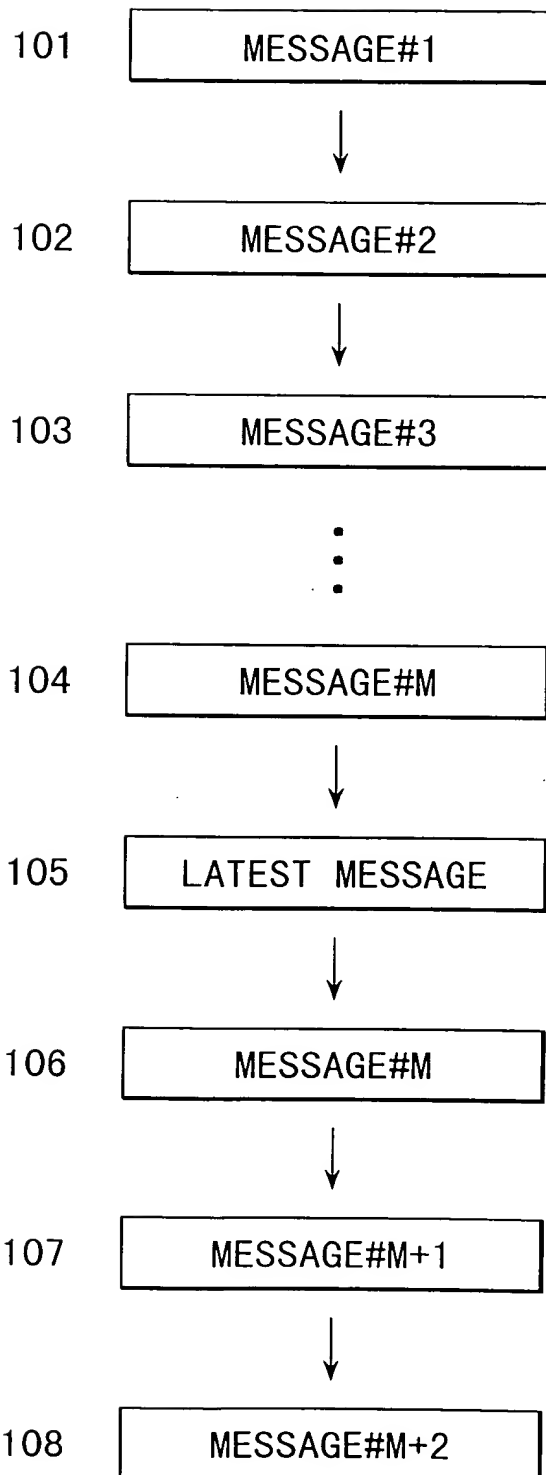 101 MESSAGE#1
102 MESSAGE#2
103 MESSAGE#3
104 MESSAGE#M
105 LATEST MESSAGE
106 MESSAGE#M
107 MESSAGE#M+1
108 MESSAGE#M+2